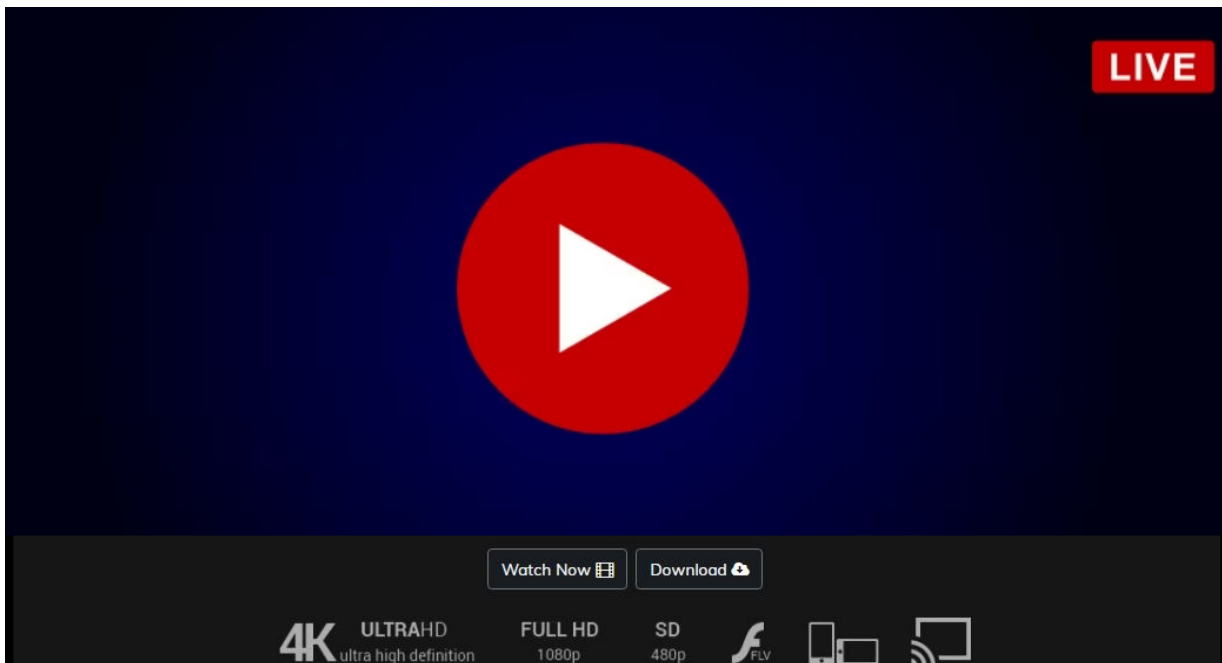 LIVE
Watch Now
Download
4K ULTRAHD
ultra high definition
FULL HD
1080p
SD
480p
FLV